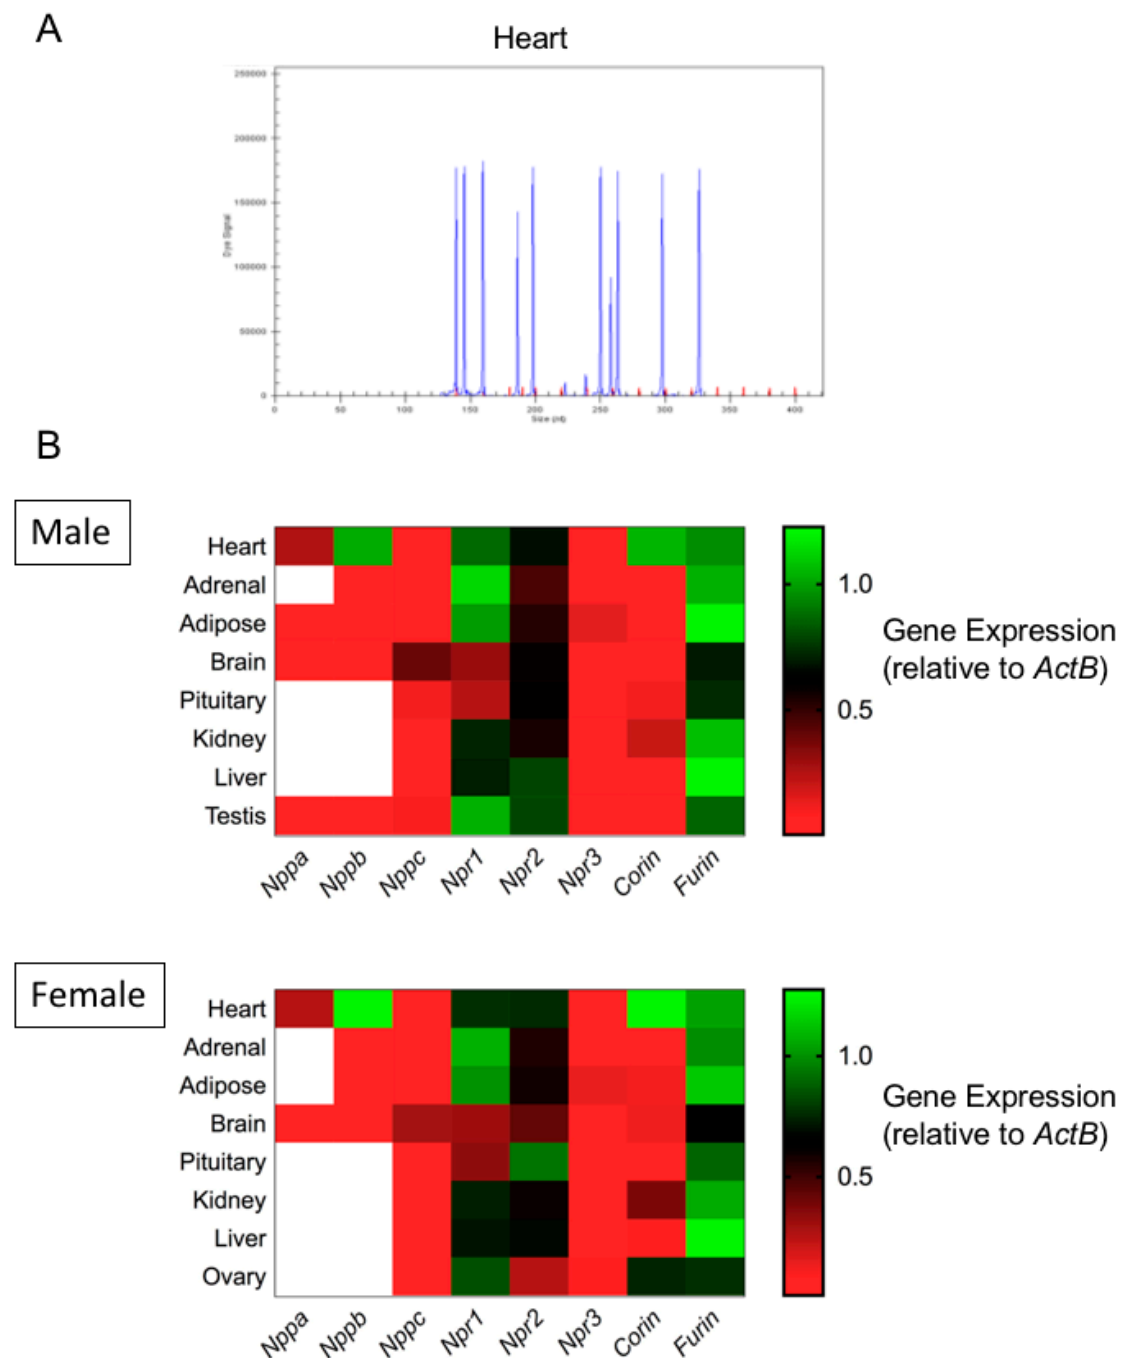 A
Heart
250000
200000
150000
100000
50000
0
Dye Signal
0 50 100 150 200 250 300 350 400
Size (nt)
B
Male
Heart
Adrenal
Adipose
Brain
Pituitary
Kidney
Liver
Testis
Nppa Nppb Nppc Npr1 Npr2 Npr3 Corin Furin
1.0
0.5
Gene Expression
(relative to ActB)
Female
Heart
Adrenal
Adipose
Brain
Pituitary
Kidney
Liver
Ovary
Nppa Nppb Nppc Npr1 Npr2 Npr3 Corin Furin
1.0
0.5
Gene Expression
(relative to ActB)